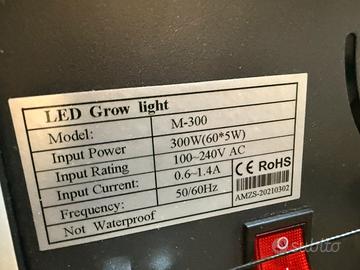 LED Grow light
Model: M-300
Input Power 300W(60*5W)
Input Rating 100~240V AC
Input Current: 0.6~1.4A
Frequency: 50/60Hz
Not Waterproof
CE RoHS
AMZS-20210302
subito